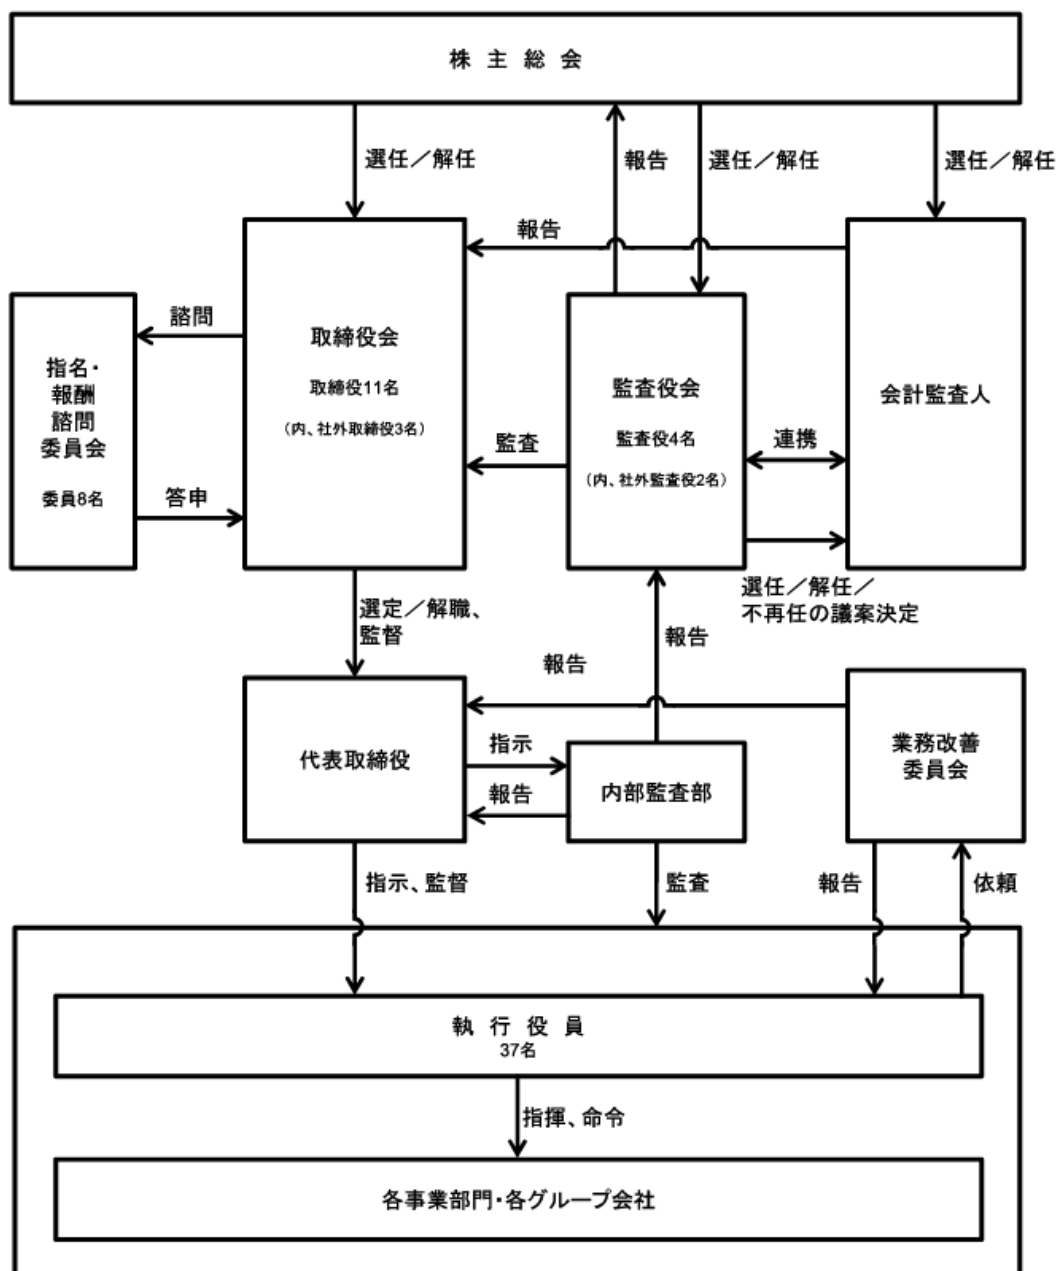 株 主 総 会
選任／解任
報告
選任／解任
選任／解任
報告
諮問
指名・
報酬
諮問
委員会
委員8名
答申
取締役会
取締役11名
（内、社外取締役3名）
監査
監査役会
監査役4名
（内、社外監査役2名）
連携
会計監査人
選任／解任／
不再任の議案決定
選定／解職、
監督
報告
報告
代表取締役
指示
報告
内部監査部
業務改善
委員会
指示、監督
監査
報告
依頼
執 行 役 員
37名
指揮、命令
各事業部門・各グループ会社